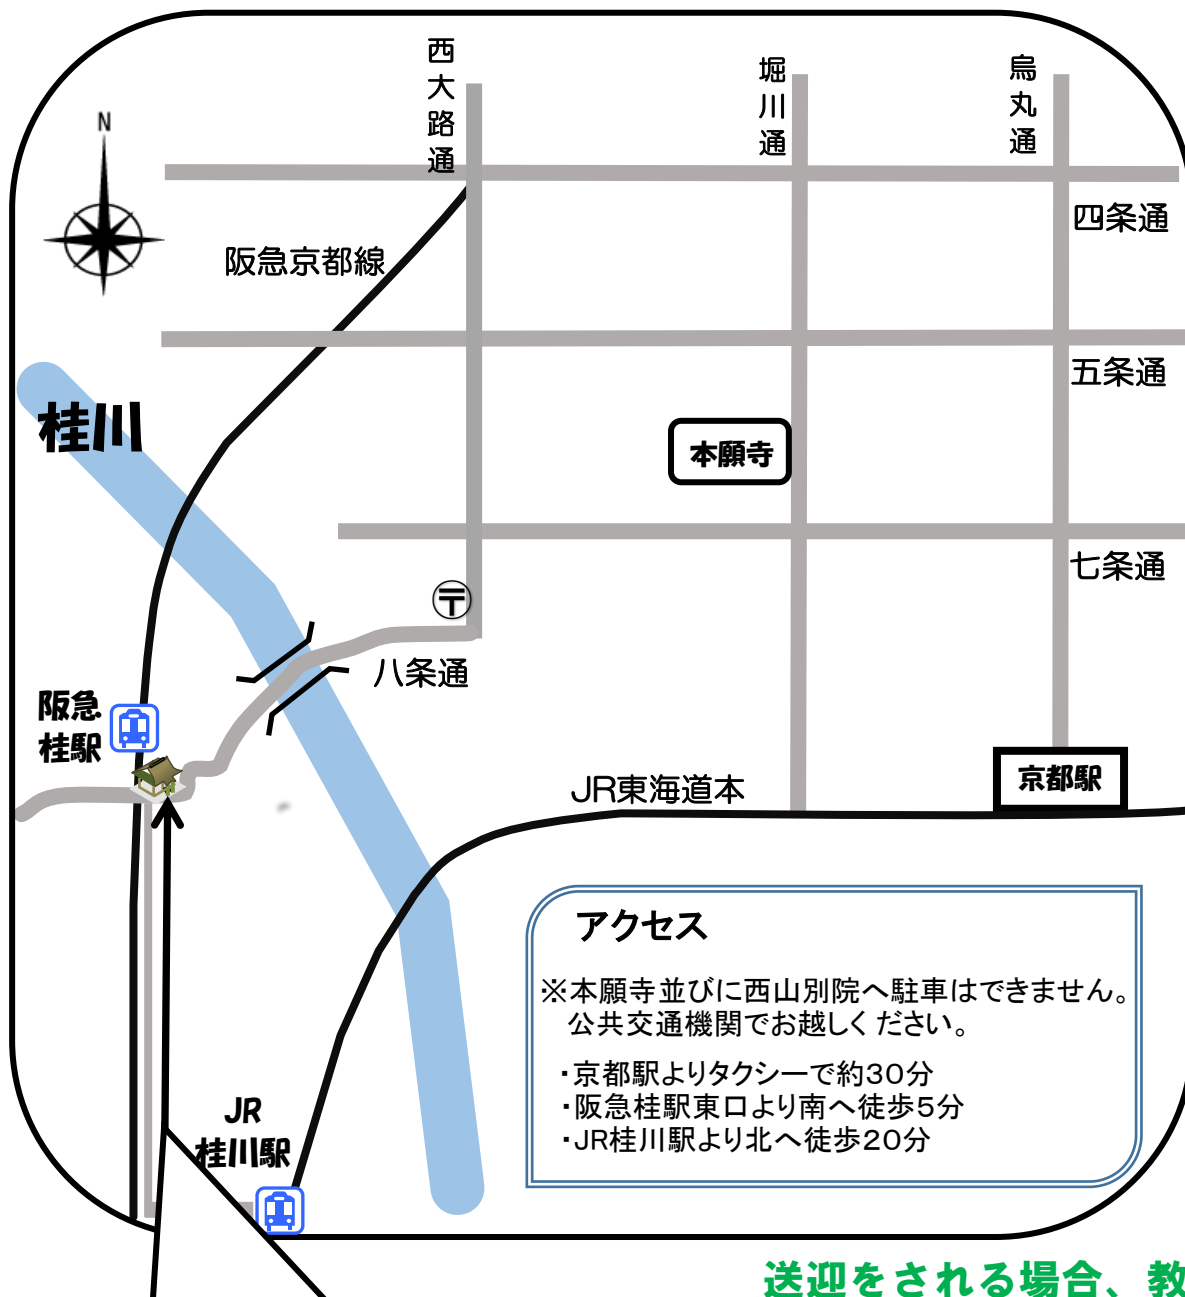 西大路通
堀川通
烏丸通
N
四条通
阪急京都線
五条通
桂川
本願寺
七条通
〒
八条通
阪急
桂駅
京都駅
JR東海道本
アクセス
※本願寺並びに西山別院へ駐車はできません。
公共交通機関でお越しください。
・京都駅よりタクシーで約30分
・阪急桂駅東口より南へ徒歩5分
・JR桂川駅より北へ徒歩20分
JR
桂川駅
送迎をされる場合、教